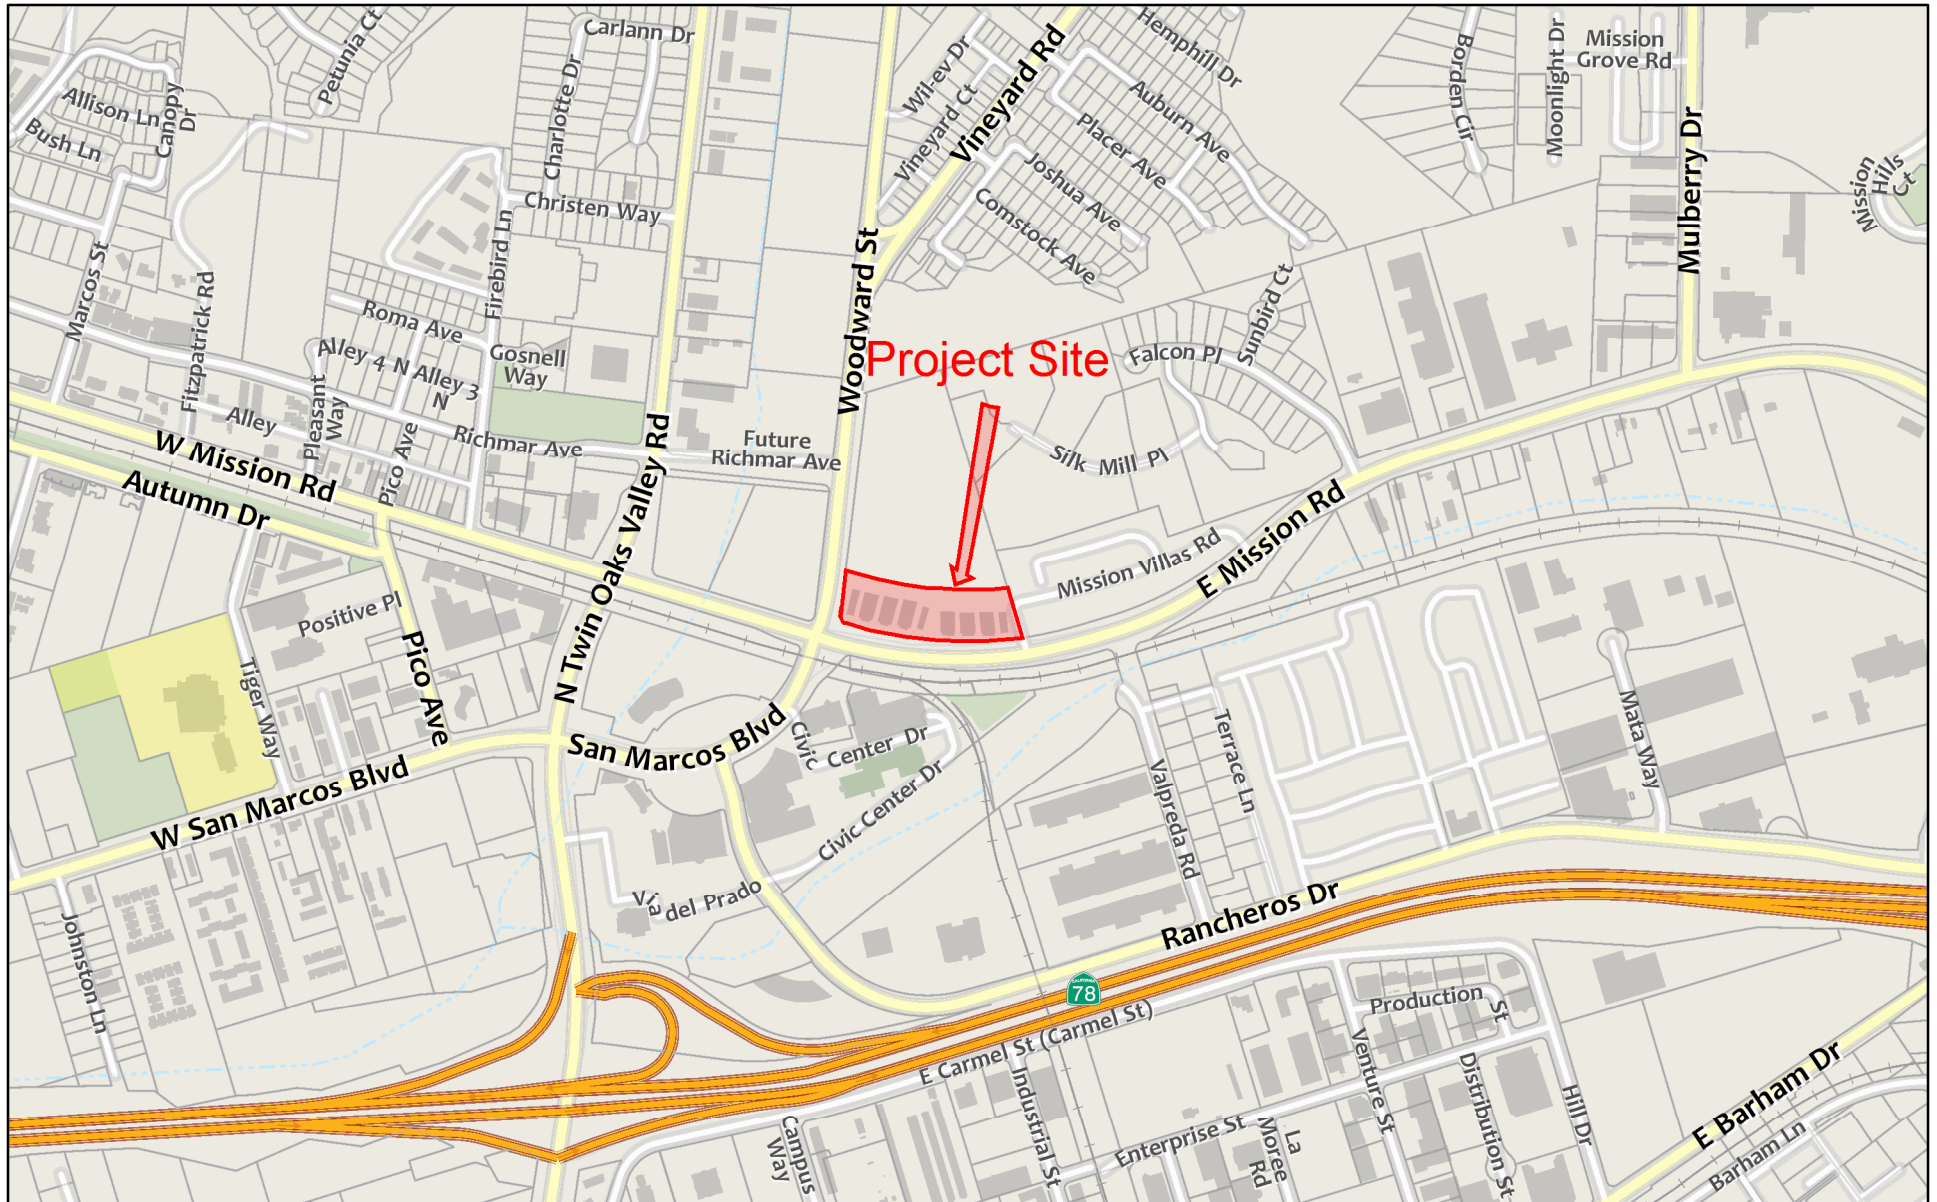 Petunia Ct
Carlann Dr
Wil-ev Dr
Vineyard Rd
Hemphill Dr
Borden Cir
Moonlight Dr
Mission
Grove Rd
Allison Ln
Canopy
Dr
Bush Ln
Charlotte Dr
Vineyard Ct
Auburn Ave
Placer Ave
Mulberry Dr
Mission
Hills
Ct
Christen Way
Joshua Ave
Comstock Ave
Marcos St
Fitzpatrick Rd
Firebird Ln
Woodward St
Sunbird Ct
Roma Ave
Alley 4 N
Alley 3
N
Gosnell
Way
Project Site
Falcon Pl
Pleasant
Way
Alley
Pico Ave
Richmar Ave
Future
Richmar Ave
Silk Mill Pl
W Mission Rd
Autumn Dr
N Twin Oaks Valley Rd
Mission Villas Rd
E Mission Rd
Positive Pl
Tiger Way
Pico Ave
San Marcos Blvd
Civic
Center Dr
Civic Center Dr
Terrace Ln
Mata Way
Valpreda Rd
W San Marcos Blvd
Via del Prado
Johnston Ln
Rancheros Dr
CALIFORNIA
78
E Carmel St (Carmel St)
Production
St
Industrial St
Venture St
Distribution St
Hill Dr
E Barham Dr
Barham Ln
Campus
Way
Enterprise St
La
Moree
Rd